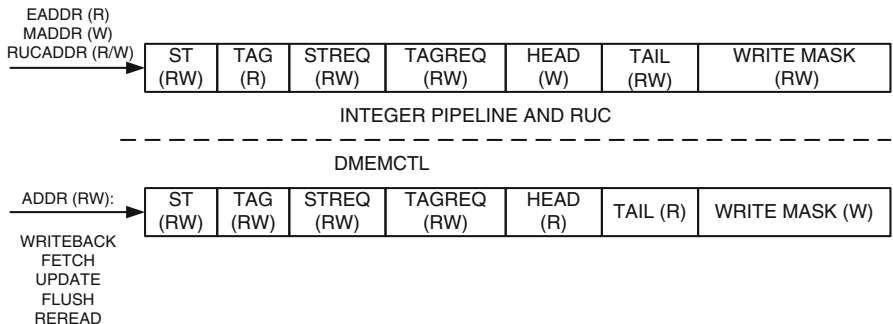 EADDR (R)
MADDR (W)
RUCADDR (R/W)
ST (RW)
TAG (R)
STREQ (RW)
TAGREQ (RW)
HEAD (W)
TAIL (RW)
WRITE MASK (RW)
INTEGER PIPELINE AND RUC
DMEMCTL
ADDR (RW):
ST (RW)
TAG (RW)
STREQ (RW)
TAGREQ (RW)
HEAD (R)
TAIL (R)
WRITE MASK (W)
WRITEBACK
FETCH
UPDATE
FLUSH
REREAD